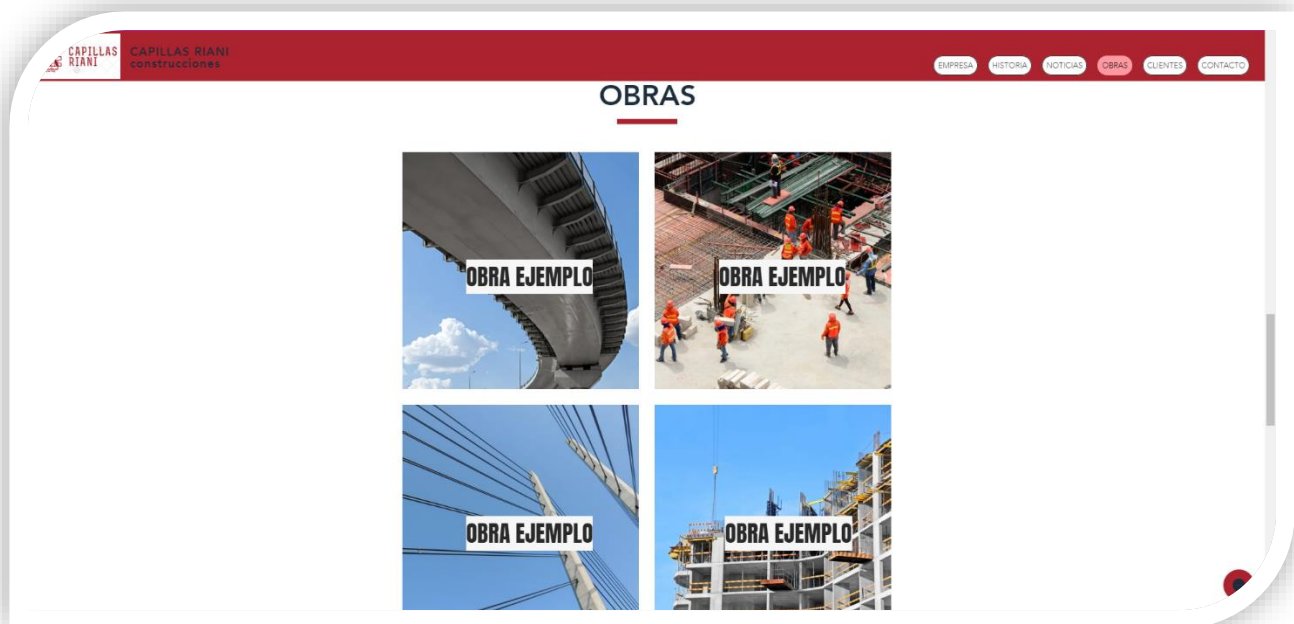 CAPILLAS
RIANI
CAPILLAS RIANI
construcciones
EMPRESA HISTORIA NOTICIAS OBRAS CLIENTES CONTACTO
OBRAS
OBRA EJEMPLO OBRA EJEMPLO
OBRA EJEMPLO OBRA EJEMPLO